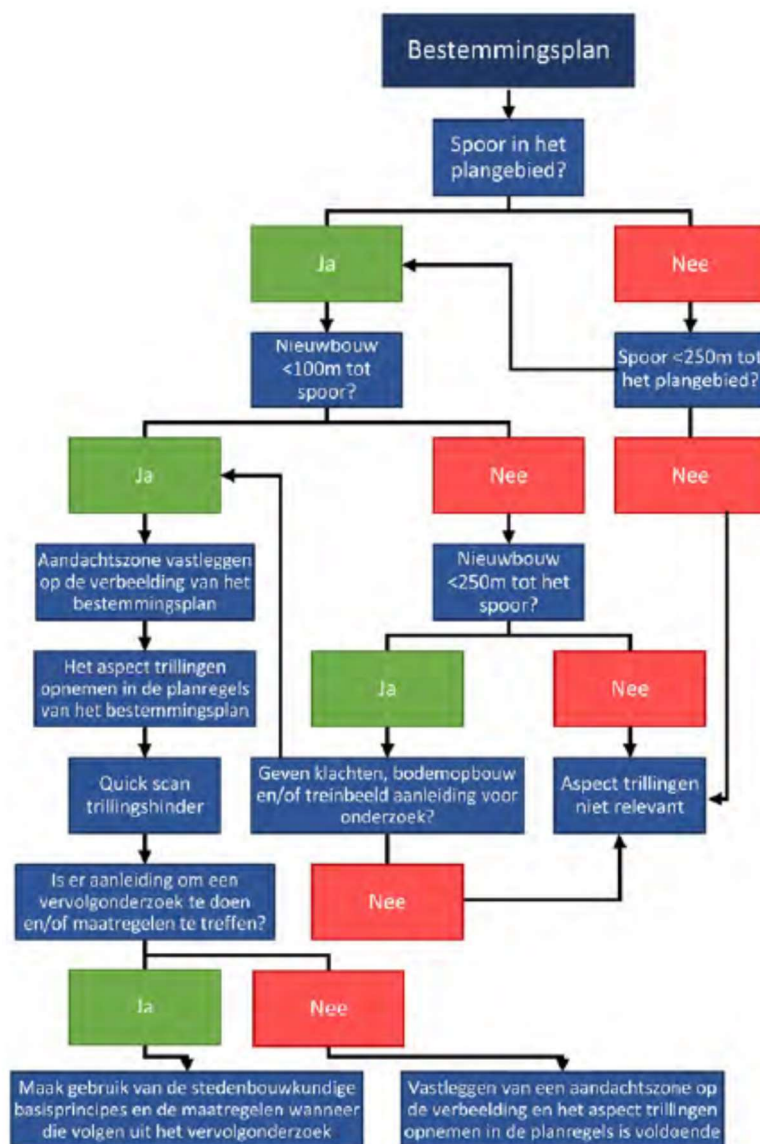 Bestemmingsplan
Spoor in het
plangebied?
Ja
Nee
Nieuwbouw
<100m tot
spoor?
Spoor <250m tot
het plangebied?
Ja
Nee
Nee
Aandachtszone vastleggen
op de verbeelding van het
bestemmingsplan
Nieuwbouw
<250m tot het
spoor?
Het aspect trillingen
opnemen in de planregels
van het bestemmingsplan
Ja
Nee
Quick scan
trillingshinder
Geven klachten, bodemopbouw
en/of treinbeeld aanleiding voor
onderzoek?
Aspect trillingen
niet relevant
Is er aanleiding om een
vervolgonderzoek te doen
en/of maatregelen te treffen?
Nee
Ja
Nee
Maak gebruik van de stedenbouwkundige
basisprincipes en de maatregelen wanneer
die volgen uit het vervolgonderzoek
Vastleggen van een aandachtszone op
de verbeelding en het aspect trillingen
opnemen in de planregels is voldoende